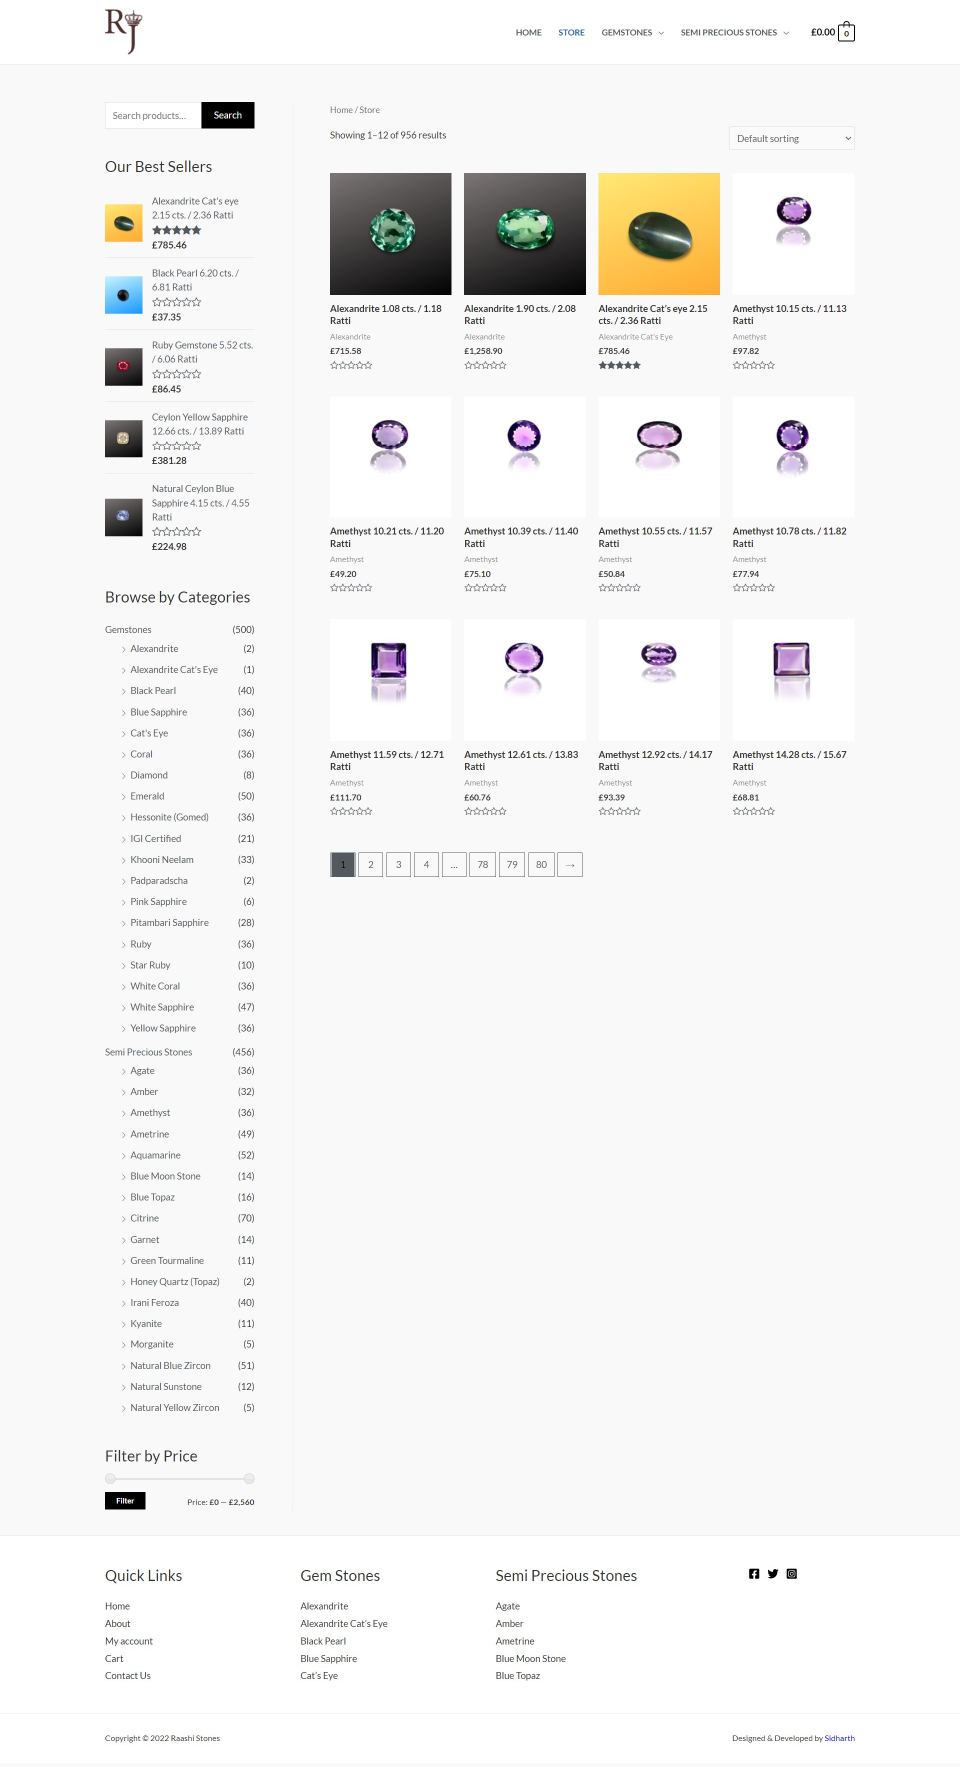 RJ
HOME
STORE
GEMSTONES
SEMI PRECIOUS STONES
£0.00
0
Search products...
Search
Our Best Sellers
Alexandrite Cat's eye
2.15 cts. / 2.36 Ratti
£785.46
Black Pearl 6.20 cts. /
6.81 Ratti
£37.35
Ruby Gemstone 5.52 cts.
/ 6.06 Ratti
£86.45
Ceylon Yellow Sapphire
12.66 cts. / 13.89 Ratti
£381.28
Natural Ceylon Blue
Sapphire 4.15 cts. / 4.55
Ratti
£224.98
Browse by Categories
Gemstones (500)
Alexandrite (2)
Alexandrite Cat's Eye (1)
Black Pearl (40)
Blue Sapphire (36)
Cat's Eye (36)
Coral (36)
Diamond (8)
Emerald (50)
Hessonite (Gomed) (36)
IGI Certified (21)
Khooni Neelam (33)
Padparadscha (2)
Pink Sapphire (6)
Pitambari Sapphire (28)
Ruby (36)
Star Ruby (10)
White Coral (36)
White Sapphire (47)
Yellow Sapphire (36)
Semi Precious Stones (456)
Agate (36)
Amber (32)
Amethyst (36)
Ametrine (49)
Aquamarine (52)
Blue Moon Stone (14)
Blue Topaz (16)
Citrine (70)
Garnet (14)
Green Tourmaline (11)
Honey Quartz (Topaz) (2)
Irani Feroza (40)
Kyanite (11)
Morganite (5)
Natural Blue Zircon (51)
Natural Sunstone (12)
Natural Yellow Zircon (5)
Filter by Price
Filter
Price: £0 — £2,560
Home / Store
Showing 1–12 of 956 results
Default sorting
Alexandrite 1.08 cts. / 1.18
Ratti
Alexandrite
£715.58
Alexandrite 1.90 cts. / 2.08
Ratti
Alexandrite
£1,258.90
Alexandrite Cat's eye 2.15
cts. / 2.36 Ratti
Alexandrite Cat's Eye
£785.46
Amethyst 10.15 cts. / 11.13
Ratti
Amethyst
£97.82
Amethyst 10.21 cts. / 11.20
Ratti
Amethyst
£49.20
Amethyst 10.39 cts. / 11.40
Ratti
Amethyst
£75.10
Amethyst 10.55 cts. / 11.57
Ratti
Amethyst
£50.84
Amethyst 10.78 cts. / 11.82
Ratti
Amethyst
£77.94
Amethyst 11.59 cts. / 12.71
Ratti
Amethyst
£111.70
Amethyst 12.61 cts. / 13.83
Ratti
Amethyst
£60.76
Amethyst 12.92 cts. / 14.17
Ratti
Amethyst
£93.39
Amethyst 14.28 cts. / 15.67
Ratti
Amethyst
£68.81
1 2 3 4 … 78 79 80 →
Quick Links
Home
About
My account
Cart
Contact Us
Gem Stones
Alexandrite
Alexandrite Cat's Eye
Black Pearl
Blue Sapphire
Cat's Eye
Semi Precious Stones
Agate
Amber
Ametrine
Blue Moon Stone
Blue Topaz
Copyright © 2022 Raashi Stones
Designed & Developed by Sidharth